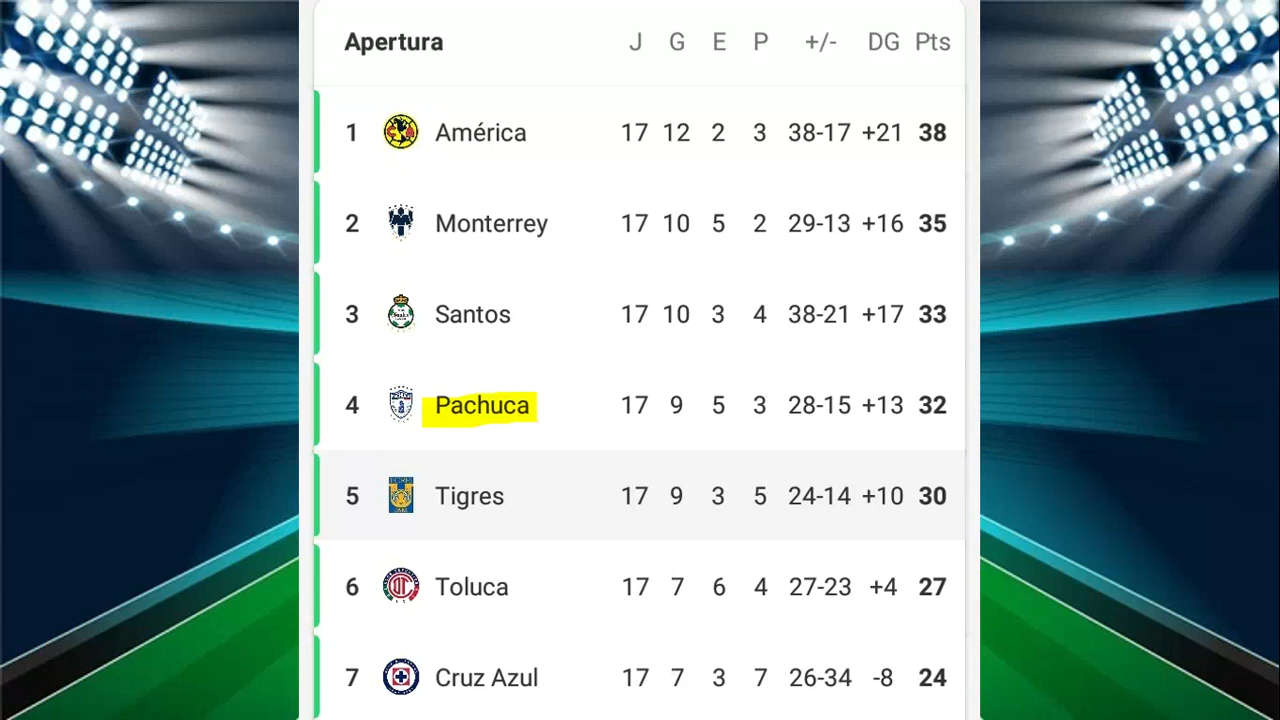 Apertura J G E P +/- DG Pts
1 América 17 12 2 3 38-17 +21 38
2 Monterrey 17 10 5 2 29-13 +16 35
3 Santos 17 10 3 4 38-21 +17 33
4 Pachuca 17 9 5 3 28-15 +13 32
5 Tigres 17 9 3 5 24-14 +10 30
6 Toluca 17 7 6 4 27-23 +4 27
7 Cruz Azul 17 7 3 7 26-34 -8 24